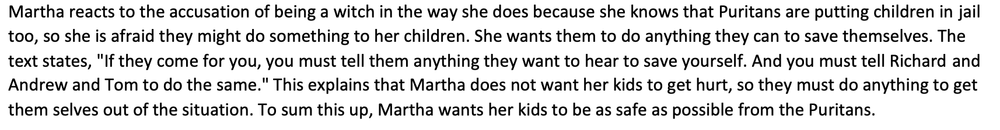 Martha reacts to the accusation of being a witch in the way she does because she knows that Puritans are putting children in jail
too, so she is afraid they might do something to her children. She wants them to do anything they can to save themselves. The
text states, "If they come for you, you must tell them anything they want to hear to save yourself. And you must tell Richard and
Andrew and Tom to do the same." This explains that Martha does not want her kids to get hurt, so they must do anything to get
them selves out of the situation. To sum this up, Martha wants her kids to be as safe as possible from the Puritans.